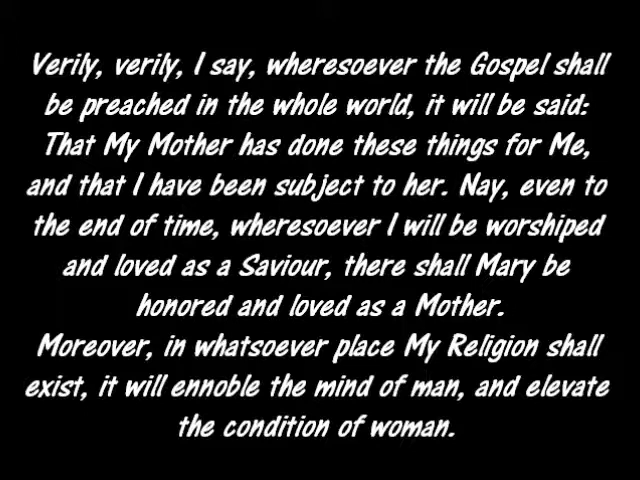 Verily, verily, I say, wheresoever the Gospel shall
be preached in the whole world, it will be said:
That My Mother has done these things for Me,
and that I have been subject to her. Nay, even to
the end of time, wheresoever I will be worshiped
and loved as a Saviour, there shall Mary be
honored and loved as a Mother.
Moreover, in whatsoever place My Religion shall
exist, it will ennoble the mind of man, and elevate
the condition of woman.